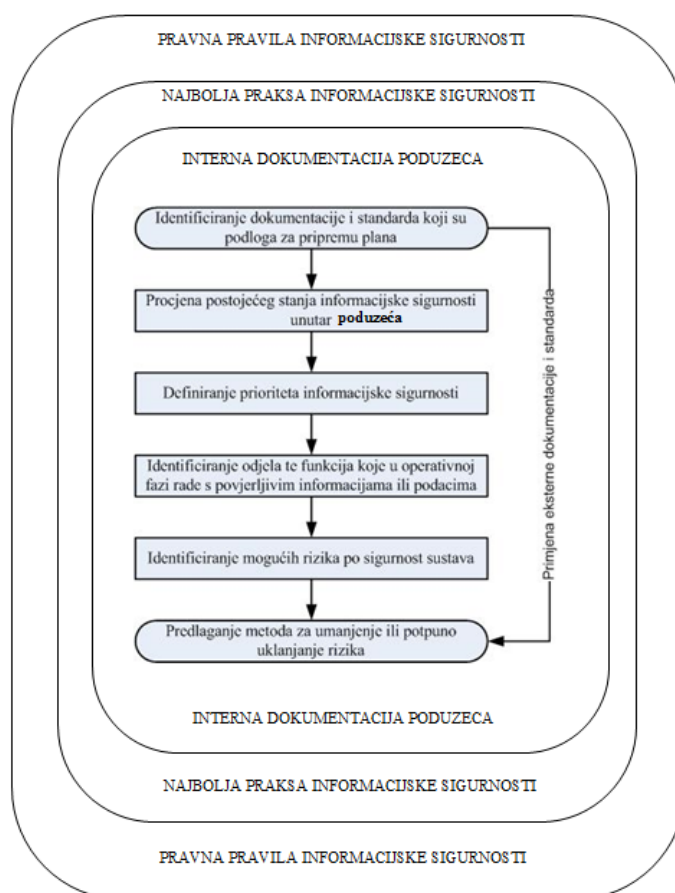 PRAVNA PRAVILA INFORMACIJSKE SIGURNOSTI
NAJBOLJA PRAKSA INFORMACIJSKE SIGURNOSTI
INTERNA DOKUMENTACIJA PODUZECA
Identificiranje dokumentacije i standarda koji su
podloga za pripremu plana
Procjena postojećeg stanja informacijske sigurnosti
unutar poduzeća
Definiranje prioriteta informacijske sigurnosti
Identificiranje odjela te funkcija koje u operativnoj
fazi rade s povjerljivim informacijama ili podacima
Identificiranje mogućih rizika po sigurnost sustava
Predlaganje metoda za umanjenje ili potpuno
uklanjanje rizika
Primjena eksterne dokumentacije i standarda
INTERNA DOKUMENTACIJA PODUZECA
NAJBOLJA PRAKSA INFORMACIJSKE SIGURNOSTI
PRAVNA PRAVILA INFORMACIJSKE SIGURNOSTI